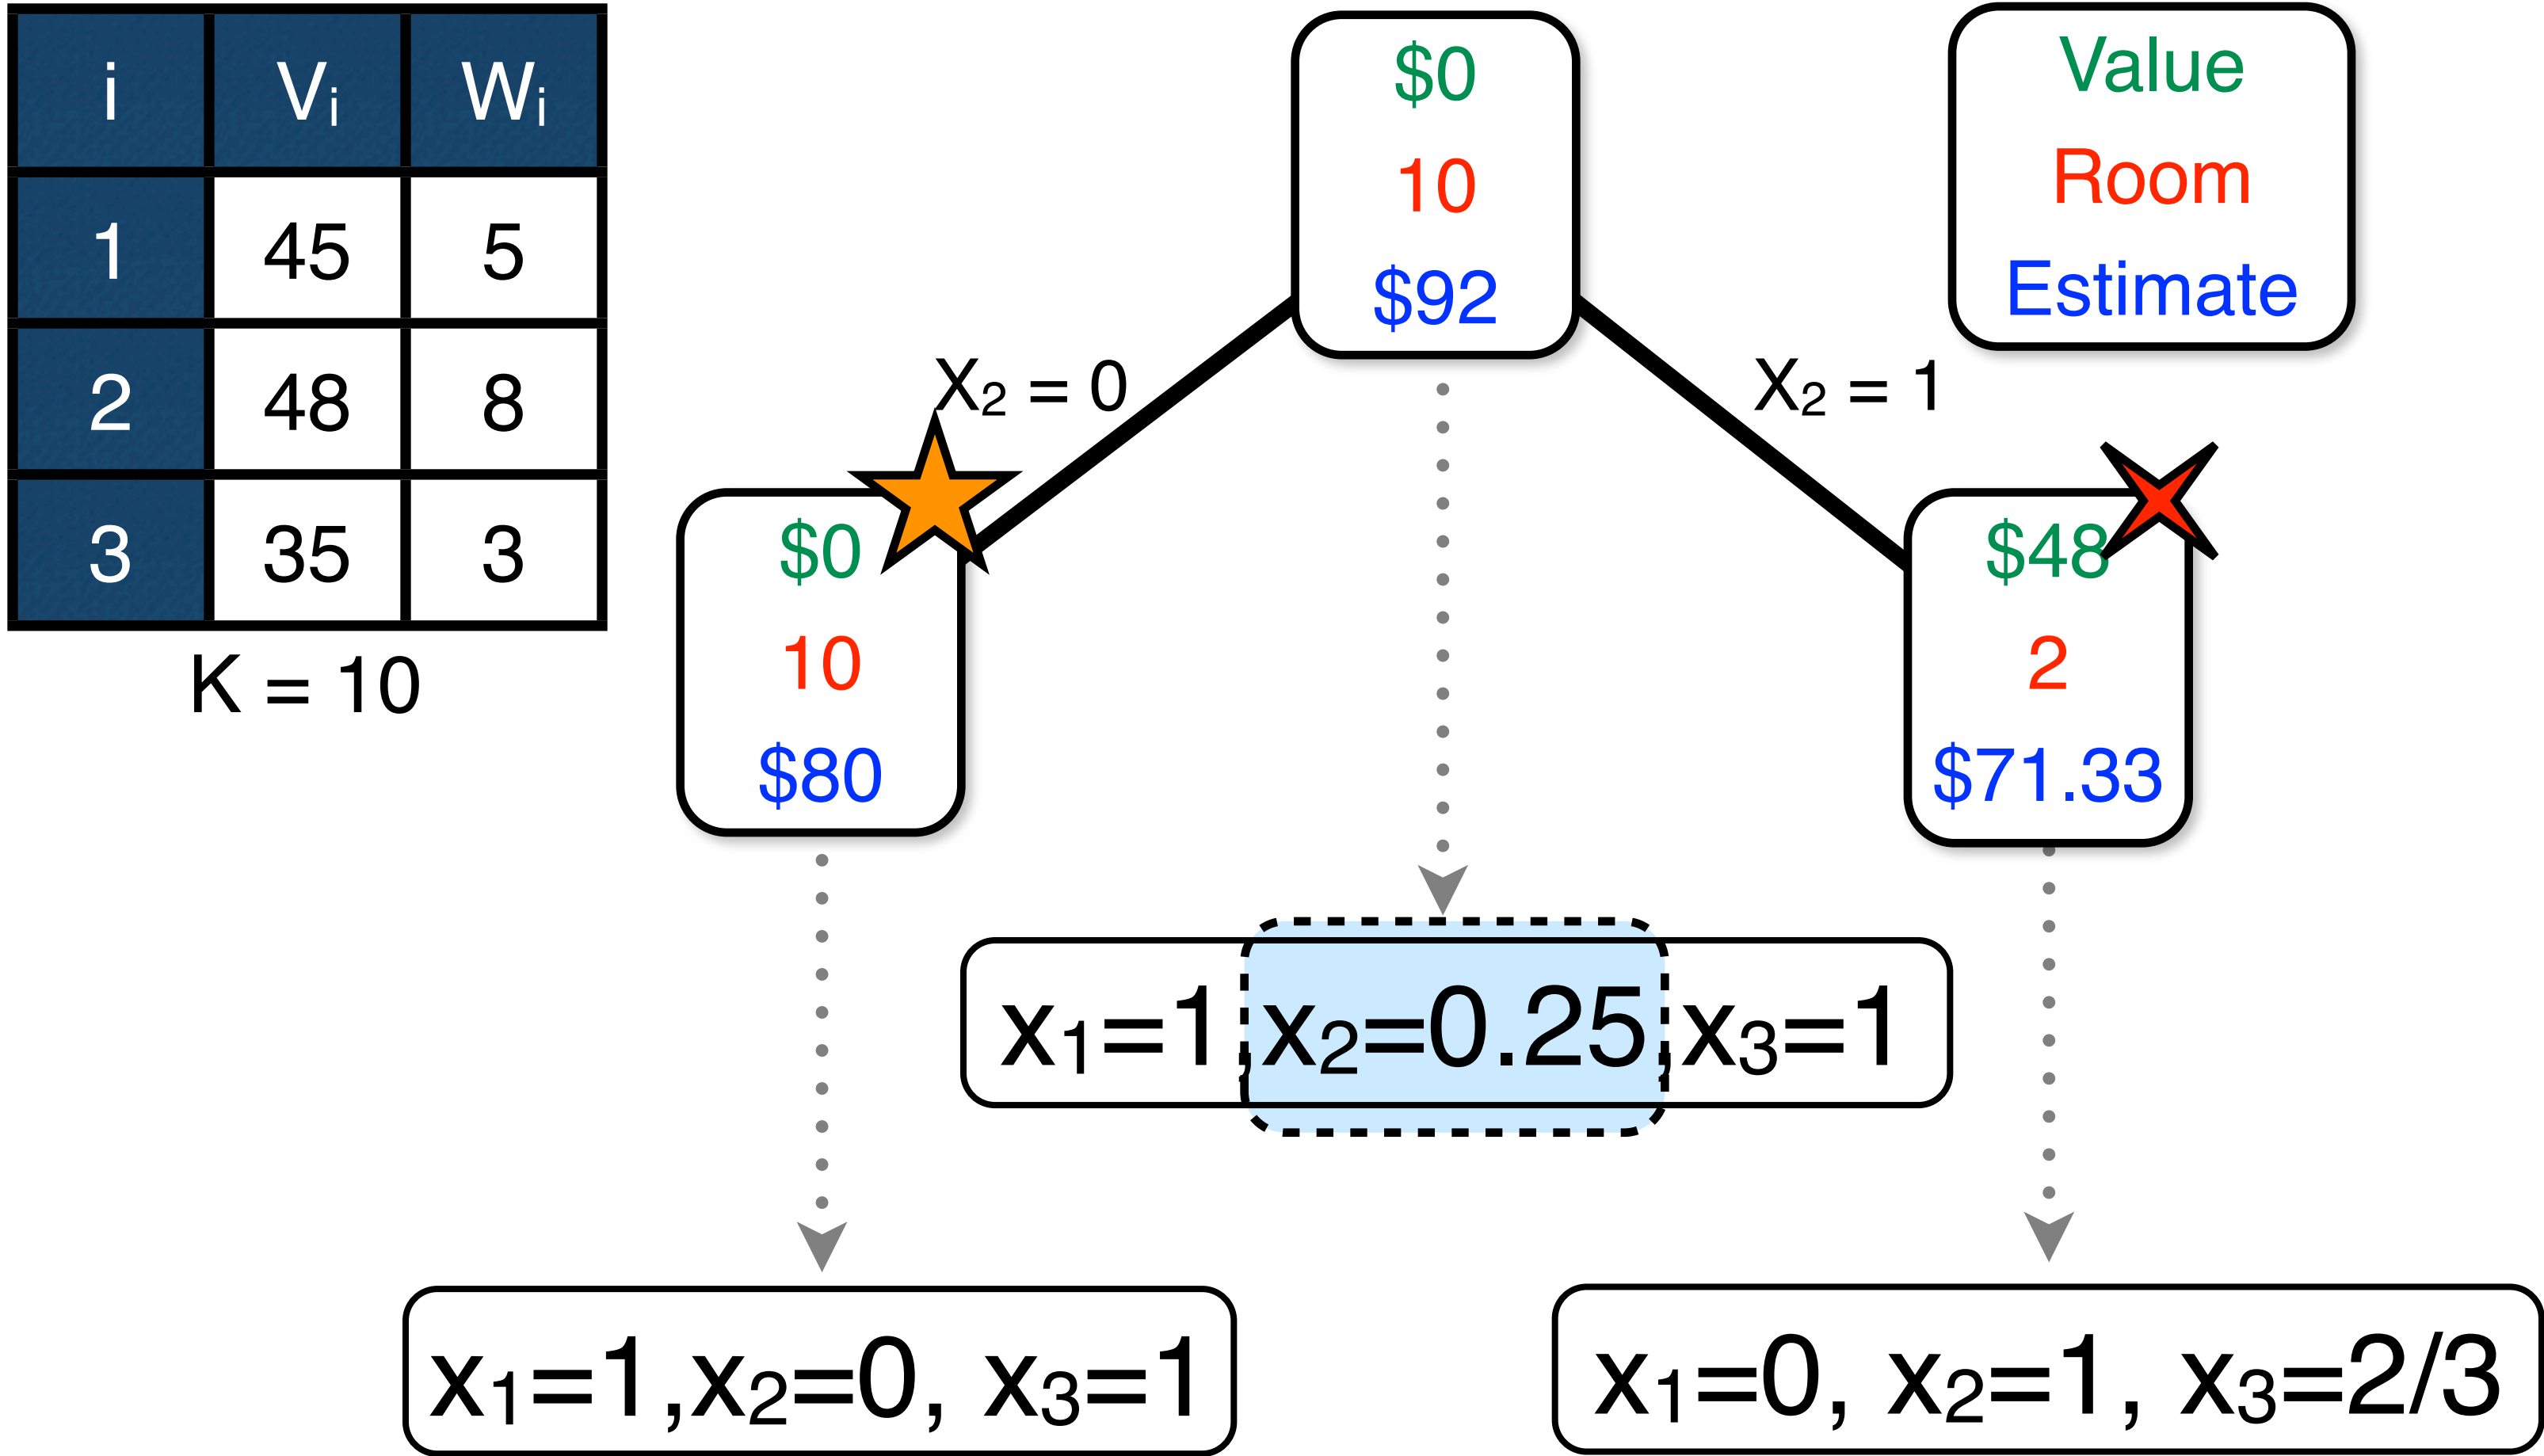 i Vi Wi
1 45 5
2 48 8
3 35 3
K = 10
$0
10
$92
Value
Room
Estimate
X2 = 0
X2 = 1
$0
10
$80
$48
2
$71.33
x1=1,x2=0.25,x3=1
x1=1,x2=0, x3=1
x1=0, x2=1, x3=2/3